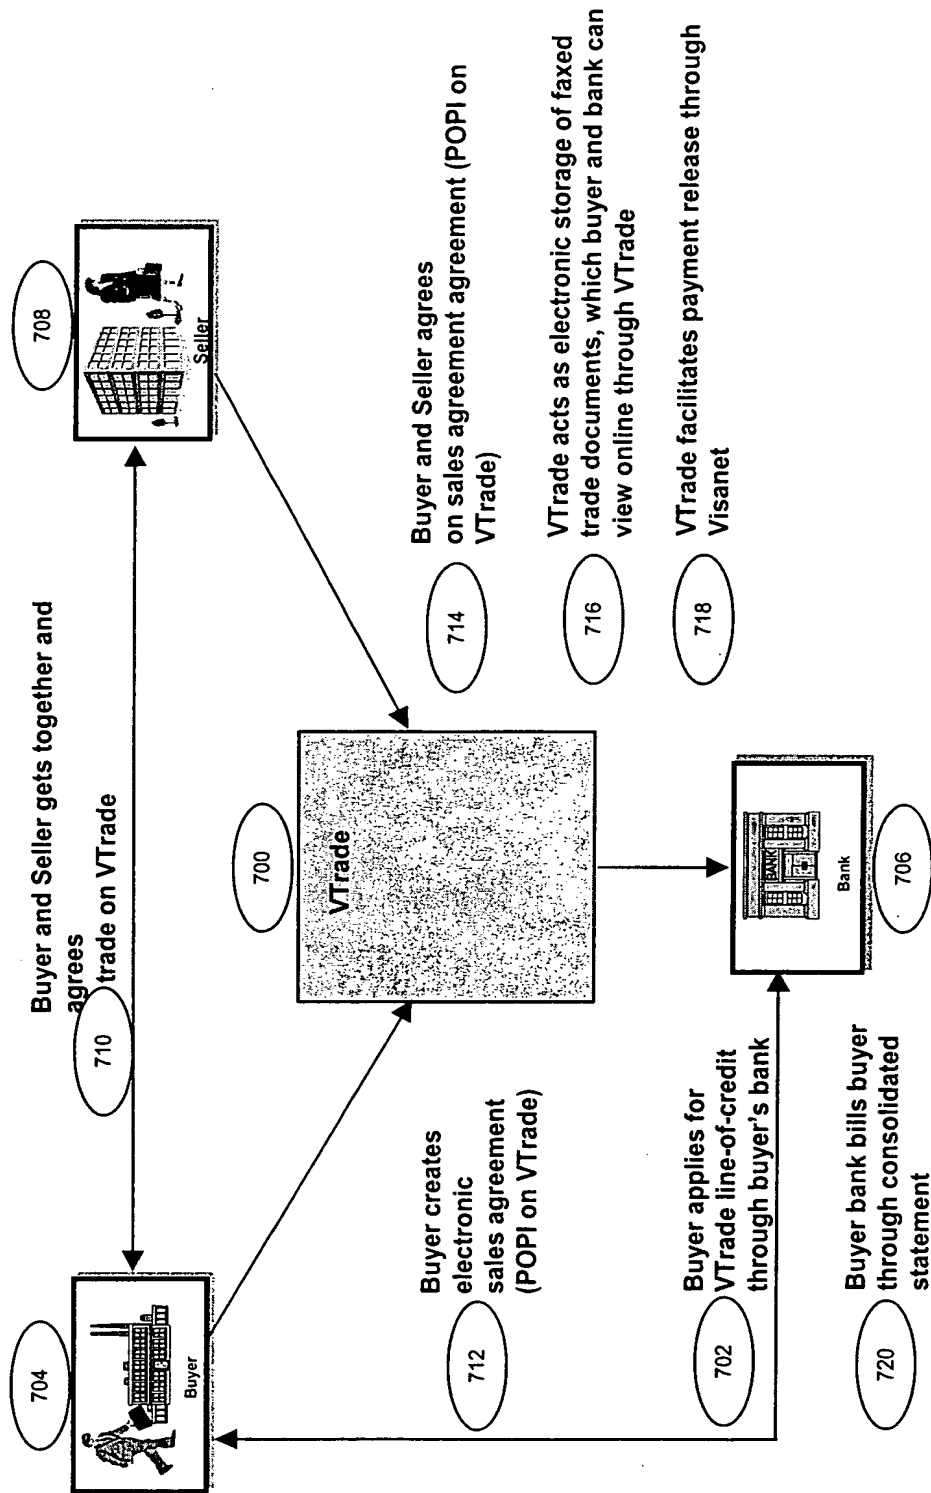 Buyer and Seller gets together and
agrees
trade on VTrade
710
704
Buyer
708
Seller
700
VTrade
Buyer creates
electronic
sales agreement
(POPI on VTrade)
712
Buyer and Seller agrees
on sales agreement agreement (POPI on
VTrade)
714
VTrade acts as electronic storage of faxed
trade documents, which buyer and bank can
view online through VTrade
716
VTrade facilitates payment release through
Visanet
718
Buyer applies for
VTrade line-of-credit
through buyer's bank
702
BANK
Bank
706
Buyer bank bills buyer
through consolidated
statement
720